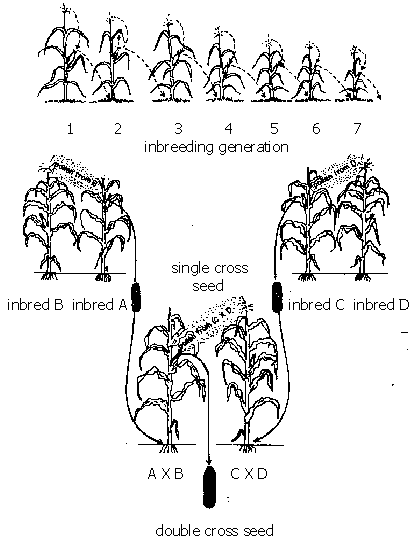 1 2 3 4 5 6 7
inbreeding generation
single cross
seed
inbred B inbred A inbred C inbred D
A X B C X D
double cross seed